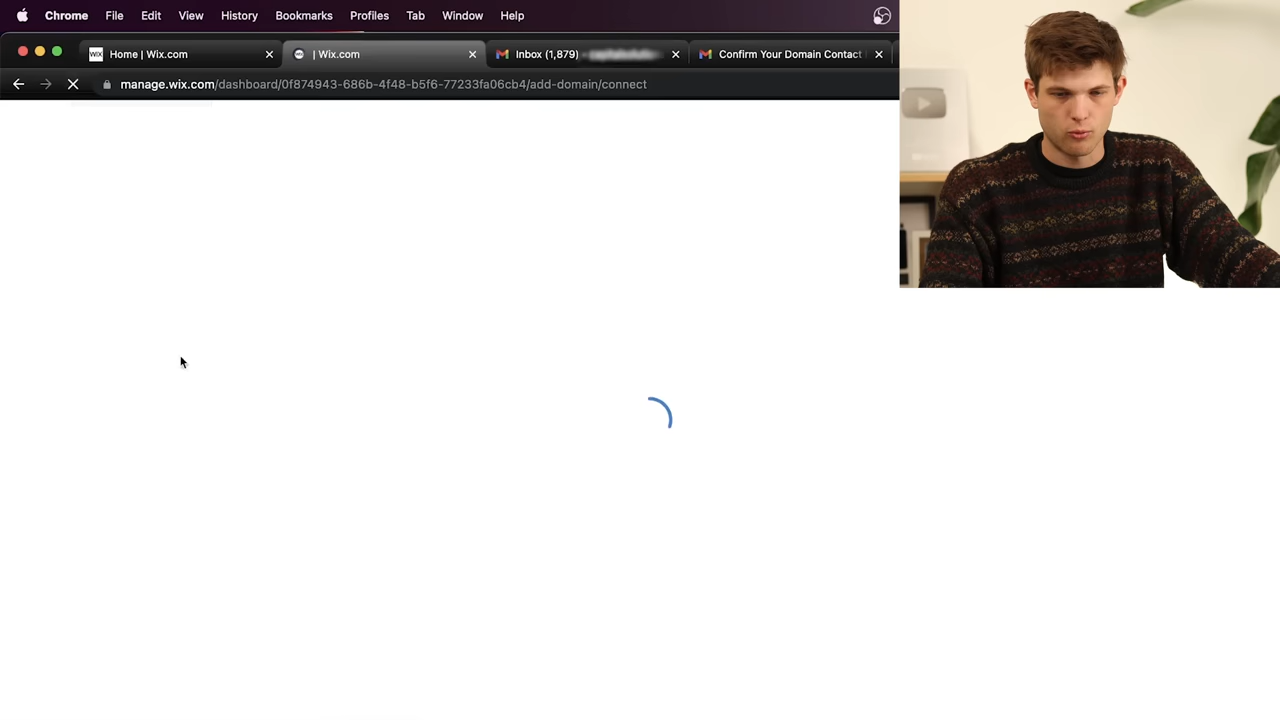 Chrome File Edit View History Bookmarks Profiles Tab Window Help
WIX Home | Wix.com | Wix.com Inbox (1,879) Confirm Your Domain Contact
manage.wix.com/dashboard/0f874943-686b-4f48-b5f6-77233fa06cb4/add-domain/connect